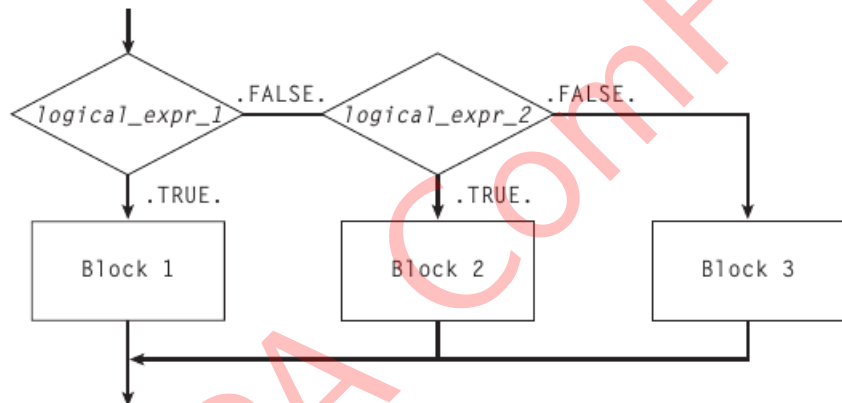 .FALSE. .FALSE.
logical_expr_1 logical_expr_2
.TRUE. .TRUE.
Block 1 Block 2 Block 3